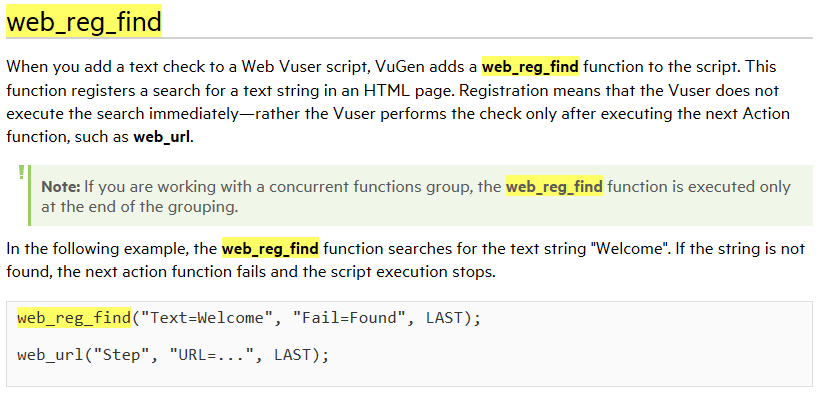 web_reg_find
When you add a text check to a Web Vuser script, VuGen adds a web_reg_find function to the script. This
function registers a search for a text string in an HTML page. Registration means that the Vuser does not
execute the search immediately—rather the Vuser performs the check only after executing the next Action
function, such as web_url.
! Note: If you are working with a concurrent functions group, the web_reg_find function is executed only
at the end of the grouping.
In the following example, the web_reg_find function searches for the text string "Welcome". If the string is not
found, the next action function fails and the script execution stops.
web_reg_find("Text=Welcome", "Fail=Found", LAST);
web_url("Step", "URL=...", LAST);